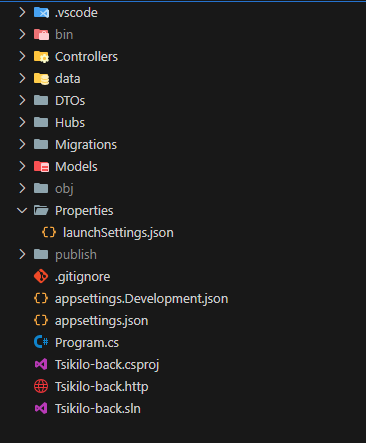 .vscode
bin
Controllers
data
DTOs
Hubs
Migrations
Models
obj
Properties
{} launchSettings.json
publish
.gitignore
{} appsettings.Development.json
{} appsettings.json
C# Program.cs
Tsikilo-back.csproj
Tsikilo-back.http
Tsikilo-back.sln